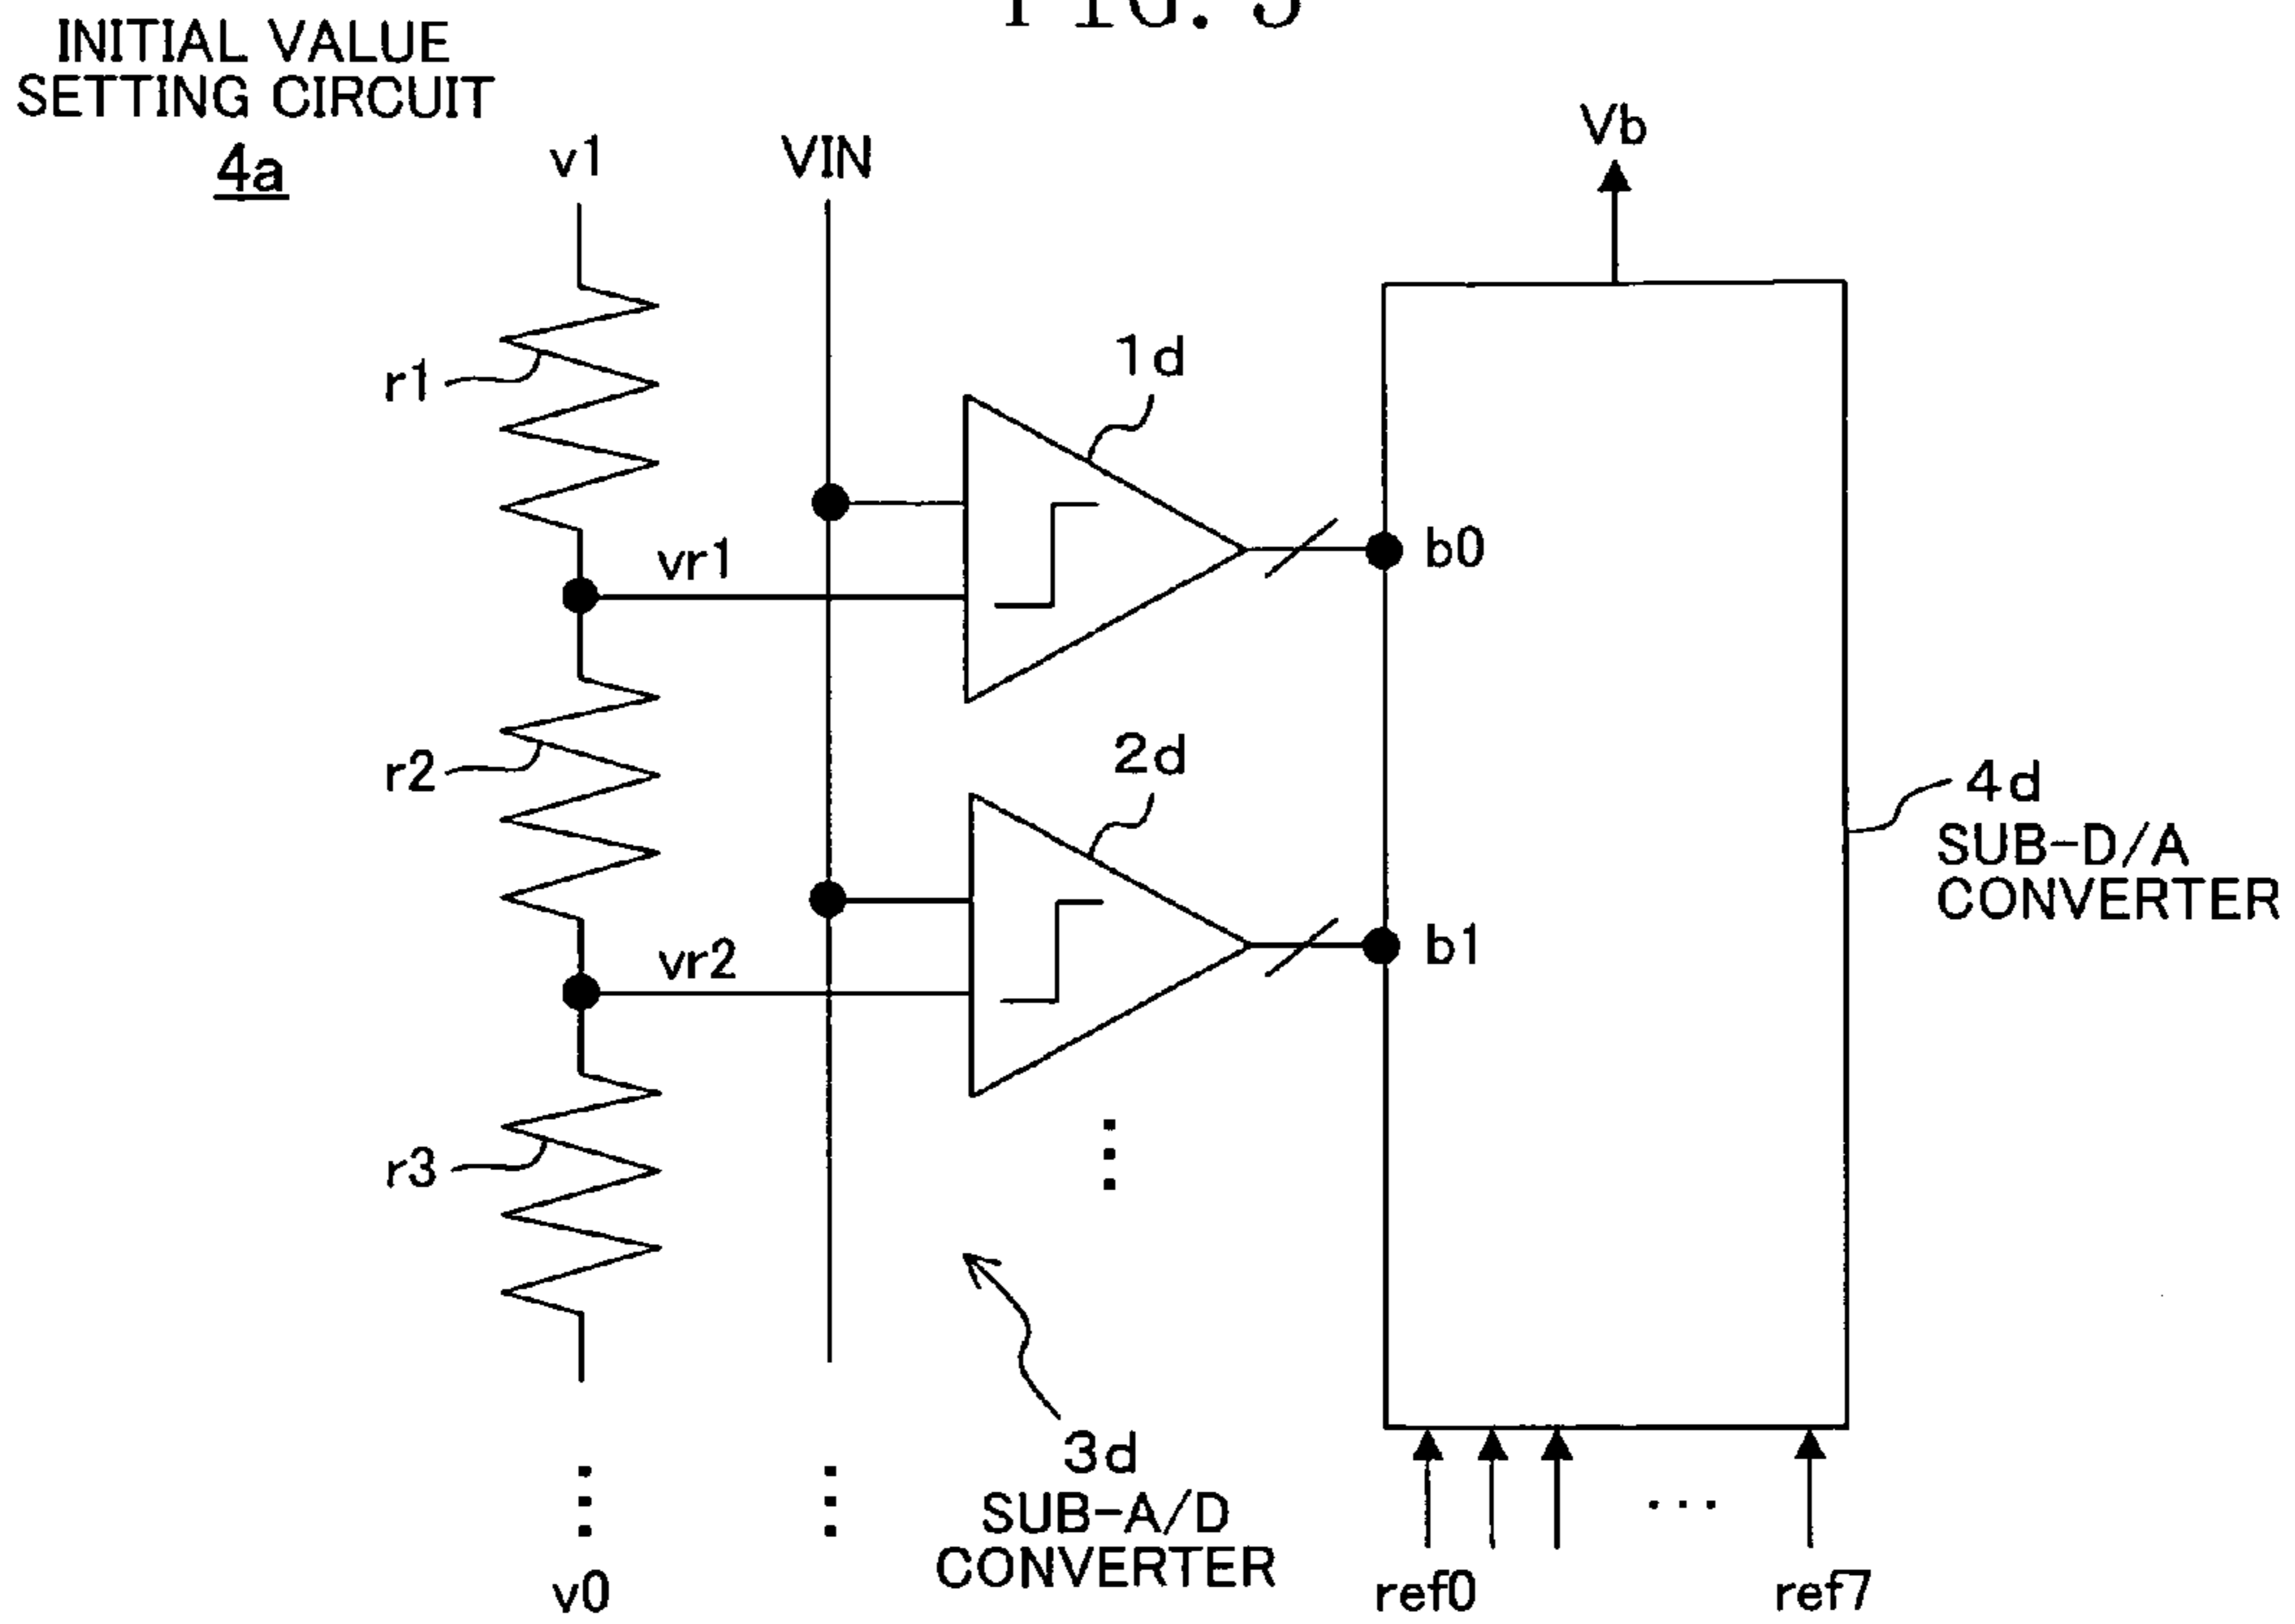 FIG.
INITIAL VALUE
SETTING CIRCUIT
4a
v1
VIN
Vb
r1
1d
vr1
b0
r2
2d
4d
SUB-D/A
CONVERTER
vr2
b1
r3
3d
SUB-A/D
CONVERTER
v0
ref0
...
ref7